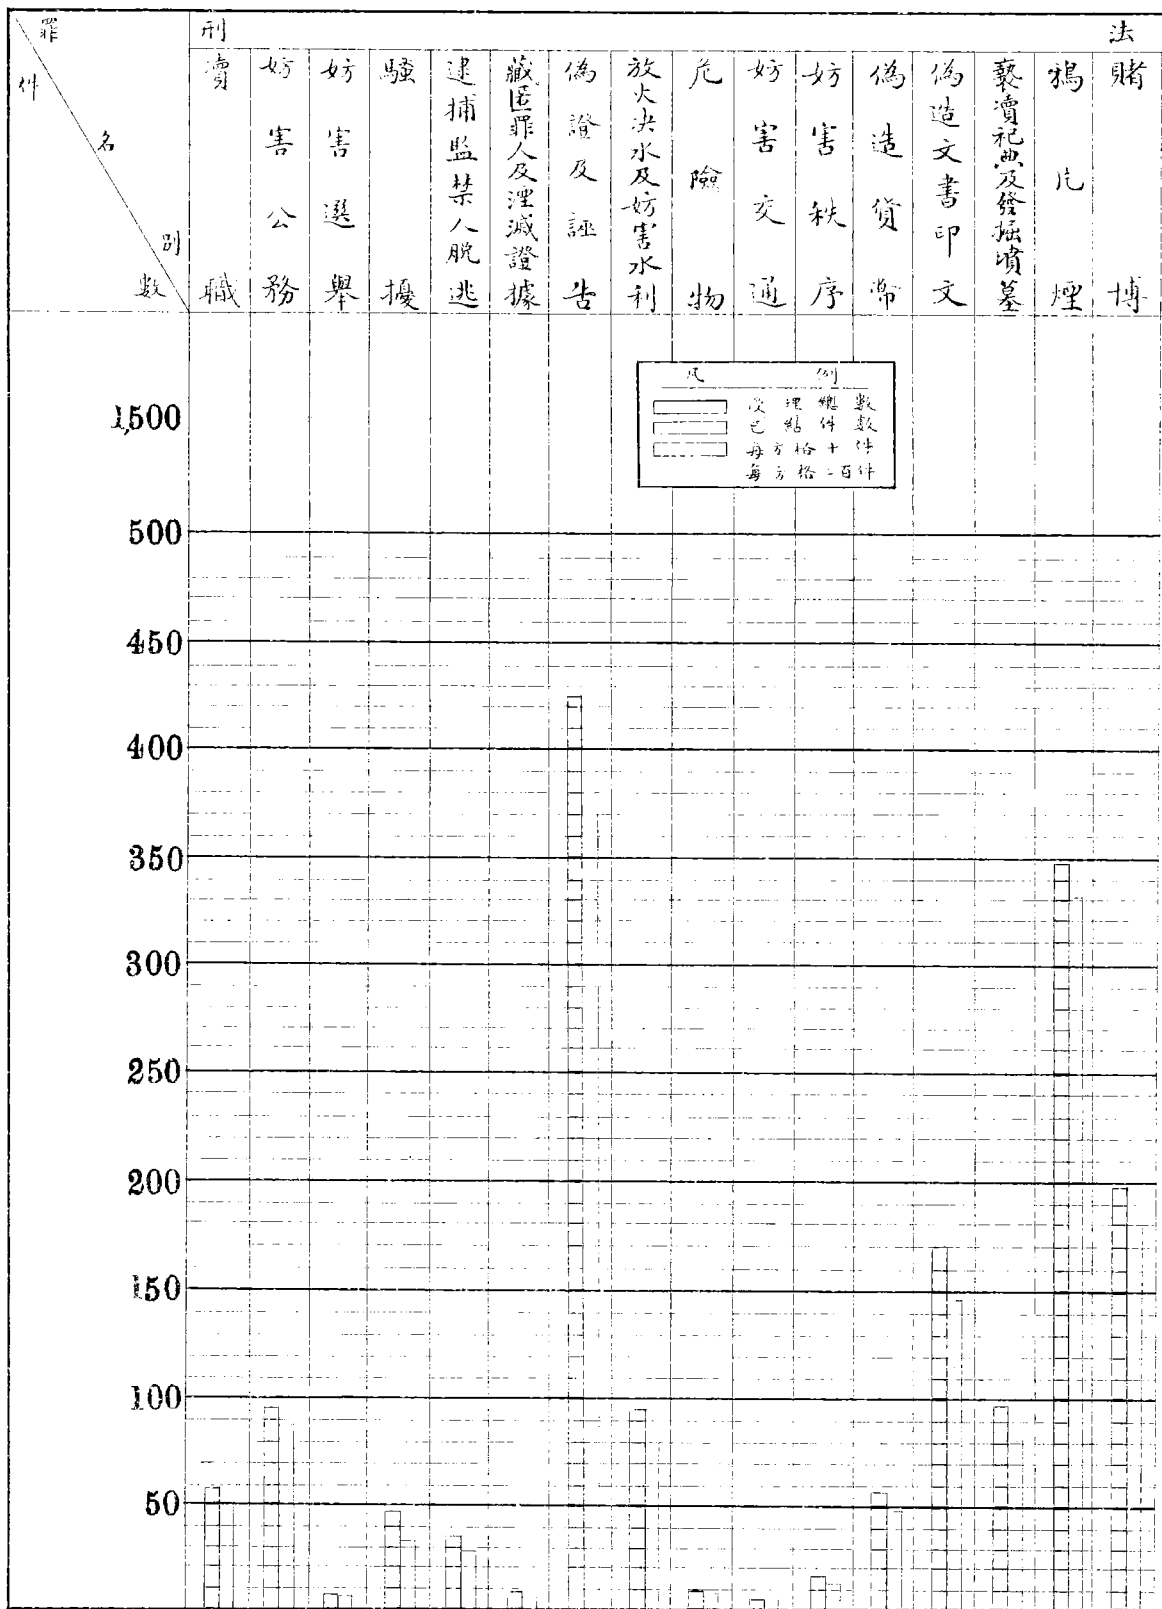 罪
件
名
別
數
刑 法
瀆職
妨害公務
妨害選舉
騷擾
逮捕監禁人脫逃
藏匿罪人及湮滅證據
偽證及誣告
放火決水及妨害水利
危險物
妨害交通
妨害秩序
偽造貨幣
偽造文書印文
褻瀆祀典及發掘墳墓
鴉片煙
賭博
凡 例
受理總數
已結件數
每方格十件
每方格二百件
1,500
500
450
400
350
300
250
200
150
100
50